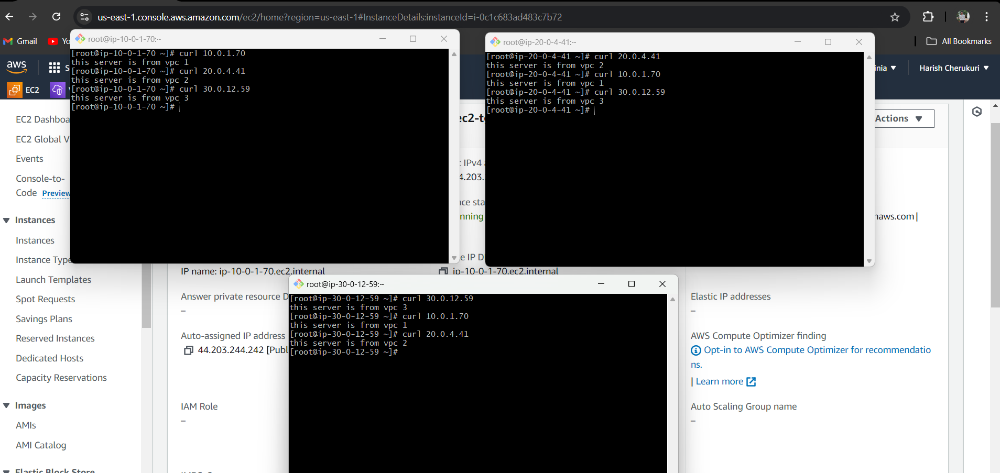 us-east-1.console.aws.amazon.com/ec2/home?region=us-east-1#InstanceDetails:instanceId=i-0c1c683ad483c7b72
Gmail
All Bookmarks
aws
Harish Cherukuri
EC2
root@ip-10-0-1-70:~
[root@ip-10-0-1-70 ~]# curl 10.0.1.70
this server is from vpc 1
[root@ip-10-0-1-70 ~]# curl 20.0.4.41
this server is from vpc 2
[root@ip-10-0-1-70 ~]# curl 30.0.12.59
this server is from vpc 3
[root@ip-10-0-1-70 ~]#
root@ip-20-0-4-41:~
[root@ip-20-0-4-41 ~]# curl 20.0.4.41
this server is from vpc 2
[root@ip-20-0-4-41 ~]# curl 10.0.1.70
this server is from vpc 1
[root@ip-20-0-4-41 ~]# curl 30.0.12.59
this server is from vpc 3
[root@ip-20-0-4-41 ~]#
Actions
EC2 Dashboa
EC2 Global V
Events
Console-to-
Code Preview
Instances
Instances
Instance Type
Launch Templates
Spot Requests
Savings Plans
Reserved Instances
Dedicated Hosts
Capacity Reservations
Images
AMIs
AMI Catalog
Elastic Block Store
IPv4
4.203.
nce sta
nning
naws.com |
e IP D
IP name: ip-10-0-1-70.ec2.internal
ip-10-0-1-70.ec2.internal
Answer private resource D
–
Auto-assigned IP address
44.203.244.242 [Publ
IAM Role
–
root@ip-30-0-12-59:~
[root@ip-30-0-12-59 ~]# curl 30.0.12.59
this server is from vpc 3
[root@ip-30-0-12-59 ~]# curl 10.0.1.70
this server is from vpc 1
[root@ip-30-0-12-59 ~]# curl 20.0.4.41
this server is from vpc 2
[root@ip-30-0-12-59 ~]#
Elastic IP addresses
–
AWS Compute Optimizer finding
Opt-in to AWS Compute Optimizer for recommendatio
ns.
| Learn more
Auto Scaling Group name
–